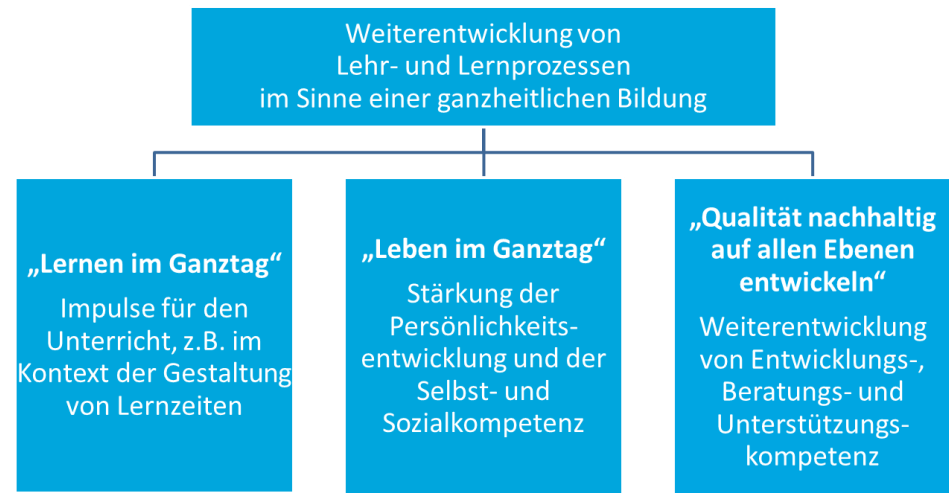 Weiterentwicklung von
Lehr- und Lernprozessen
im Sinne einer ganzheitlichen Bildung
„Lernen im Ganztag“
Impulse für den
Unterricht, z.B. im
Kontext der Gestaltung
von Lernzeiten
„Leben im Ganztag“
Stärkung der
Persönlichkeits-
entwicklung und der
Selbst- und
Sozialkompetenz
„Qualität nachhaltig
auf allen Ebenen
entwickeln“
Weiterentwicklung
von Entwicklungs-,
Beratungs- und
Unterstützungs-
kompetenz